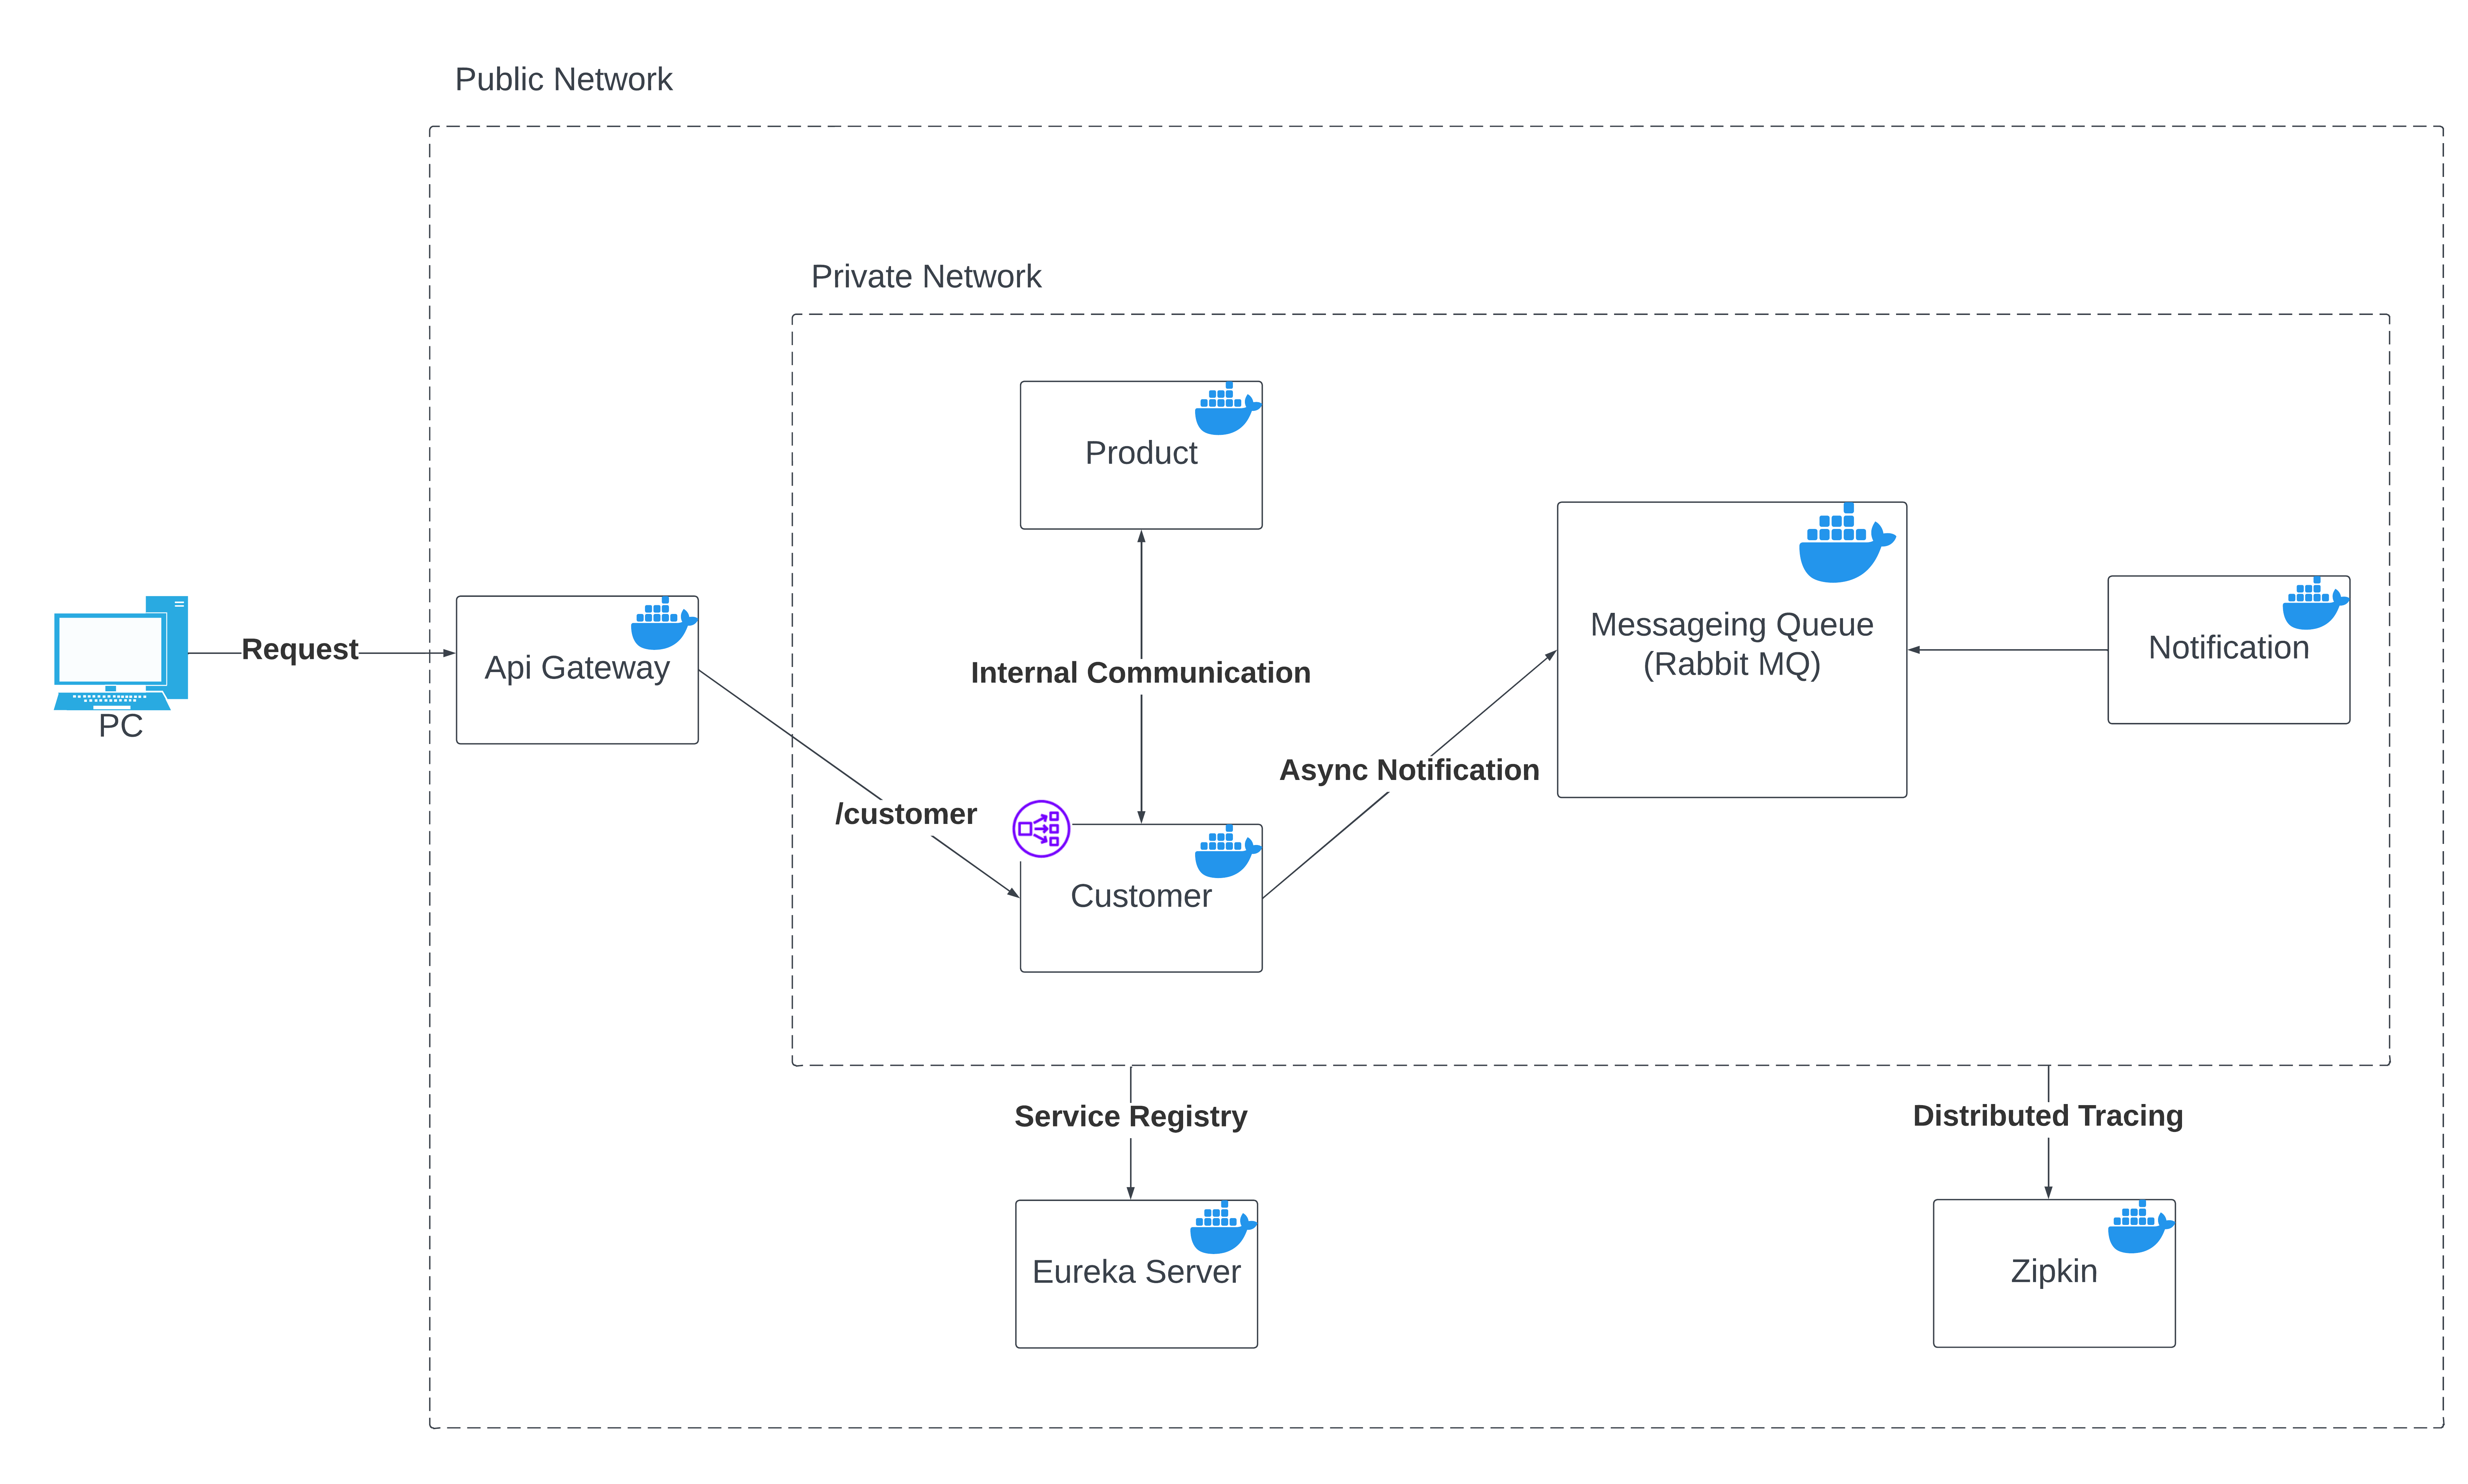 Public Network
Private Network
Product
Request
Api Gateway
PC
Internal Communication
Messageing Queue
(Rabbit MQ)
Notification
Async Notification
/customer
Customer
Service Registry
Distributed Tracing
Eureka Server
Zipkin